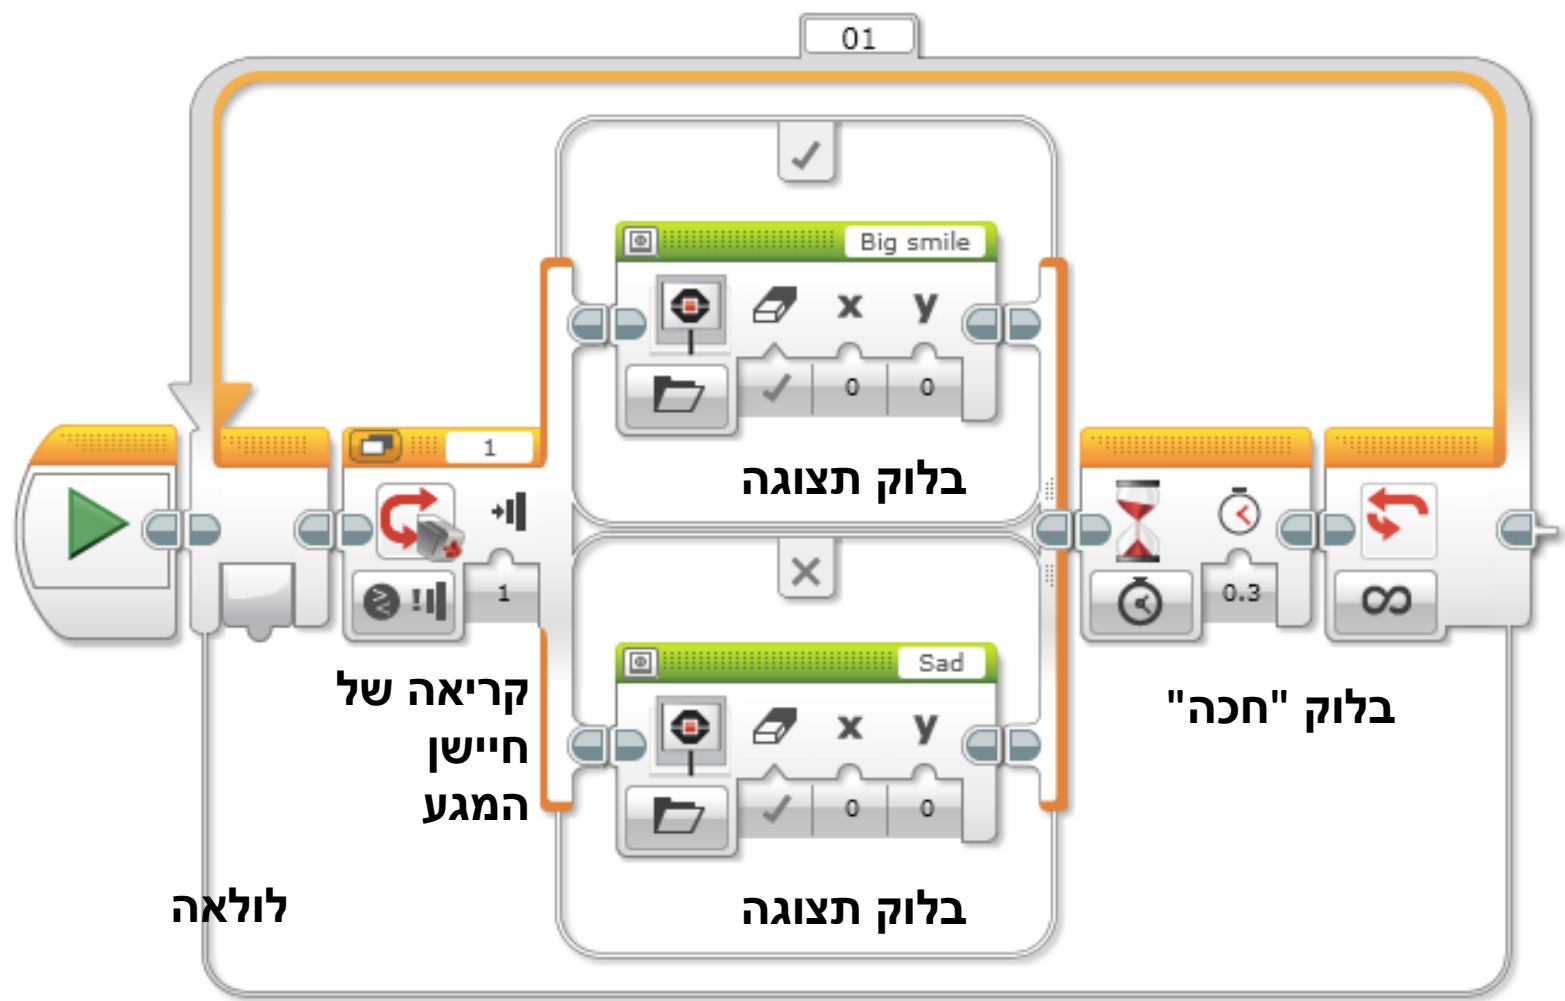 01
Big smile
x y
0 0
בלוק תצוגה
1
1
0.3
Sad
x y
0 0
בלוק תצוגה
קריאה של
חיישן
המגע
בלוק "חכה"
לולאה